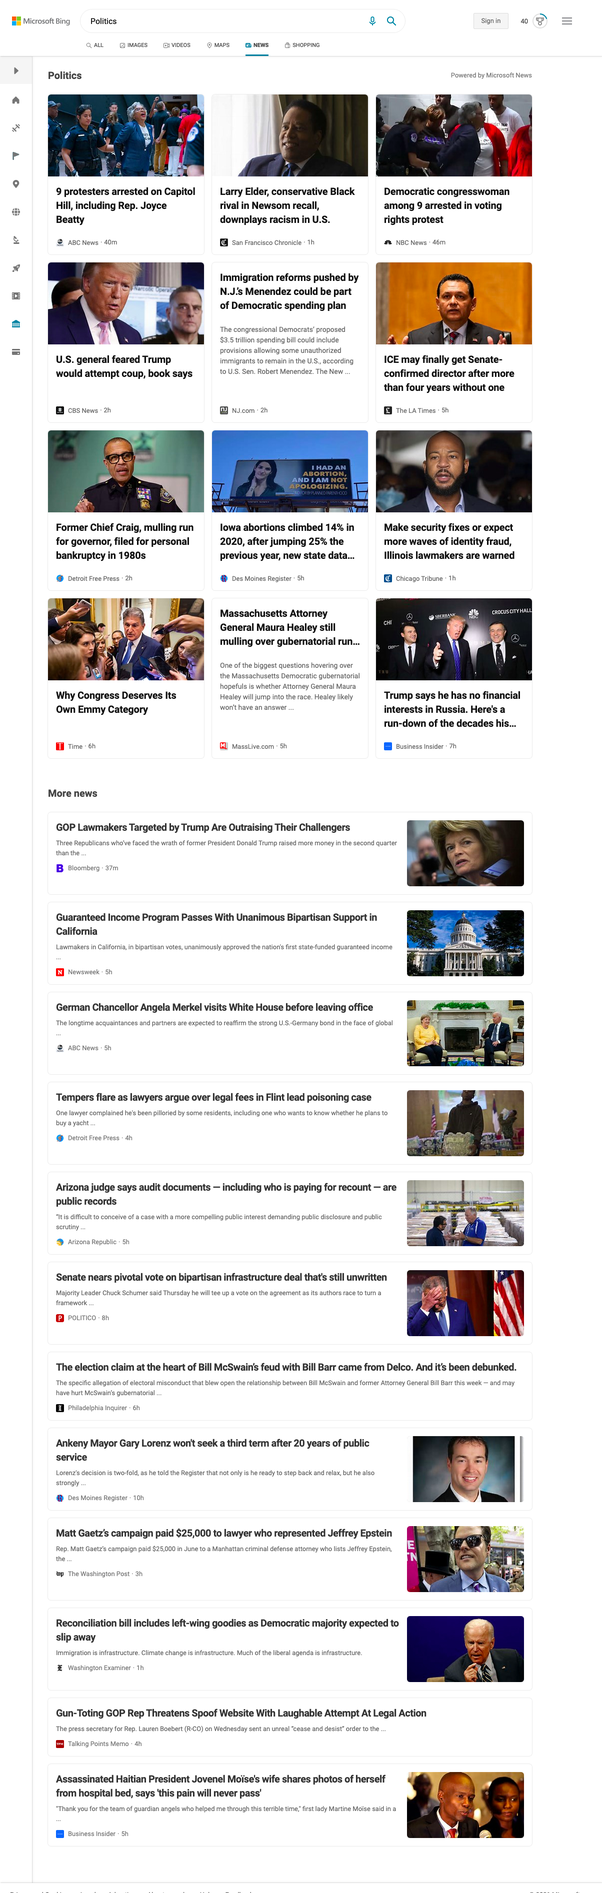 Microsoft Bing
Politics
Sign in
40
ALL
IMAGES
VIDEOS
MAPS
NEWS
SHOPPING
Politics
Powered by Microsoft News
9 protesters arrested on Capitol
Hill, including Rep. Joyce
Beatty
ABC News · 40m
Larry Elder, conservative Black
rival in Newsom recall,
downplays racism in U.S.
San Francisco Chronicle · 1h
Democratic congresswoman
among 9 arrested in voting
rights protest
NBC News · 46m
U.S. general feared Trump
would attempt coup, book says
CBS News · 2h
Immigration reforms pushed by
N.J.'s Menendez could be part
of Democratic spending plan
The congressional Democrats' proposed
$3.5 trillion spending bill could include
provisions allowing some unauthorized
immigrants to remain in the U.S., according
to U.S. Sen. Robert Menendez. The New ...
NJ.com · 2h
ICE may finally get Senate-
confirmed director after more
than four years without one
The LA Times · 5h
Former Chief Craig, mulling run
for governor, filed for personal
bankruptcy in 1980s
Detroit Free Press · 2h
I HAD AN
ABORTION,
AND I AM NOT
APOLOGIZING.
Iowa abortions climbed 14% in
2020, after jumping 25% the
previous year, new state data...
Des Moines Register · 5h
Make security fixes or expect
more waves of identity fraud,
Illinois lawmakers are warned
Chicago Tribune · 1h
Why Congress Deserves Its
Own Emmy Category
Time · 6h
Massachusetts Attorney
General Maura Healey still
mulling over gubernatorial run...
One of the biggest questions hovering over
the Massachusetts Democratic gubernatorial
hopefuls is whether Attorney General Maura
Healey will jump into the race. Healey likely
won't have an answer ...
MassLive.com · 5h
SBERBANK
NBC
CROCUS CITY HALL
Trump says he has no financial
interests in Russia. Here's a
run-down of the decades his...
Business Insider · 7h
More news
GOP Lawmakers Targeted by Trump Are Outraising Their Challengers
Three Republicans who've faced the wrath of former President Donald Trump raised more money in the second quarter
than the ...
Bloomberg · 37m
Guaranteed Income Program Passes With Unanimous Bipartisan Support in
California
Lawmakers in California, in bipartisan votes, unanimously approved the nation's first state-funded guaranteed income
...
Newsweek · 5h
German Chancellor Angela Merkel visits White House before leaving office
The longtime acquaintances and partners are expected to reaffirm the strong U.S.-Germany bond in the face of global
...
ABC News · 5h
Tempers flare as lawyers argue over legal fees in Flint lead poisoning case
One lawyer complained he's been pilloried by some residents, including one who wants to know whether he plans to
buy a yacht ...
Detroit Free Press · 4h
Arizona judge says audit documents — including who is paying for recount — are
public records
"It is difficult to conceive of a case with a more compelling public interest demanding public disclosure and public
scrutiny ...
Arizona Republic · 5h
Senate nears pivotal vote on bipartisan infrastructure deal that's still unwritten
Majority Leader Chuck Schumer said Thursday he will tee up a vote on the agreement as its authors race to turn a
framework ...
POLITICO · 8h
The election claim at the heart of Bill McSwain's feud with Bill Barr came from Delco. And it's been debunked.
The specific allegation of electoral misconduct that blew open the relationship between Bill McSwain and former Attorney General Bill Barr this week — and may
have hurt McSwain's gubernatorial ...
Philadelphia Inquirer · 6h
Ankeny Mayor Gary Lorenz won't seek a third term after 20 years of public
service
Lorenz's decision is two-fold, as he told the Register that not only is he ready to step back and relax, but he also
strongly ...
Des Moines Register · 10h
Matt Gaetz's campaign paid $25,000 to lawyer who represented Jeffrey Epstein
Rep. Matt Gaetz's campaign paid $25,000 in June to a Manhattan criminal defense attorney who lists Jeffrey Epstein,
the ...
The Washington Post · 3h
Reconciliation bill includes left-wing goodies as Democratic majority expected to
slip away
Immigration is infrastructure. Climate change is infrastructure. Much of the liberal agenda is infrastructure.
Washington Examiner · 1h
Gun-Toting GOP Rep Threatens Spoof Website With Laughable Attempt At Legal Action
The press secretary for Rep. Lauren Boebert (R-CO) on Wednesday sent an unreal "cease and desist" order to the ...
Talking Points Memo · 4h
Assassinated Haitian President Jovenel Moïse's wife shares photos of herself
from hospital bed, says 'this pain will never pass'
"Thank you for the team of guardian angels who helped me through this terrible time," first lady Martine Moise said in a
...
Business Insider · 5h